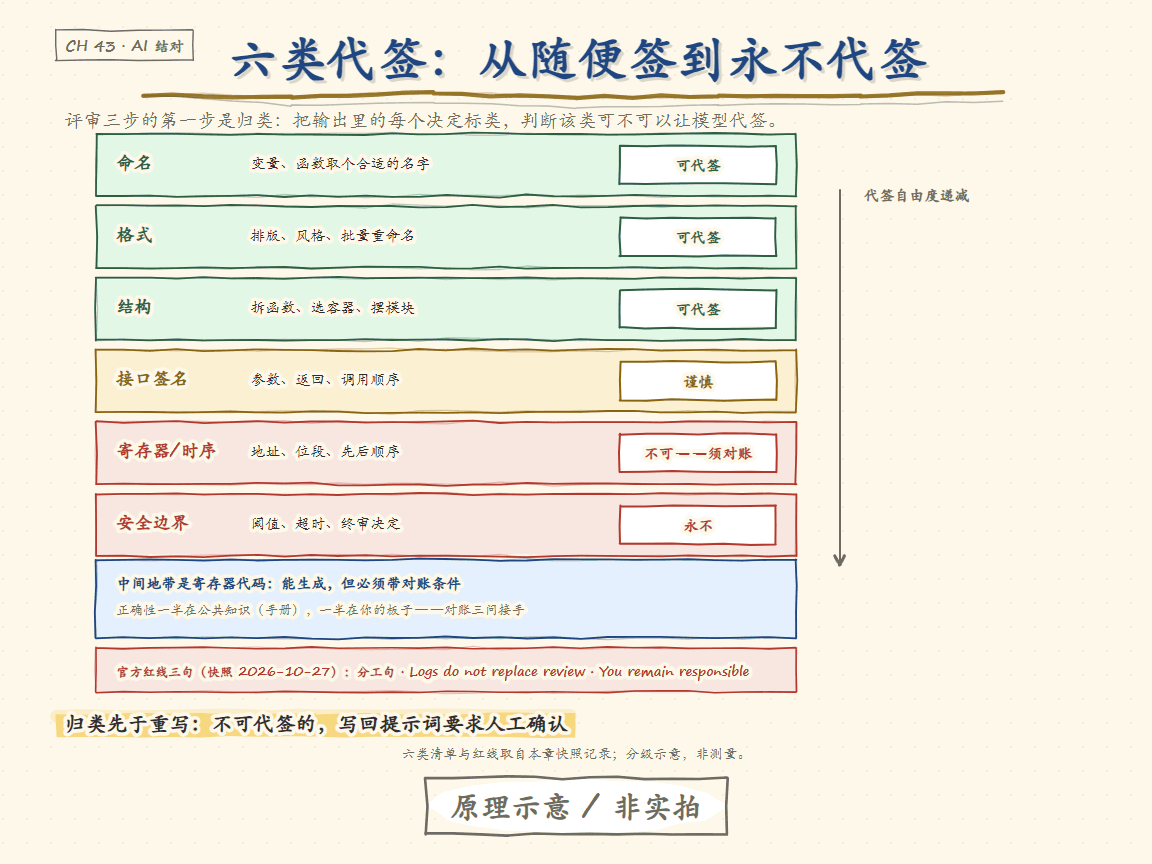 CH 43 · AI 结对
六类代签：从随便签到永不代签
评审三步的第一步是归类：把输出里的每个决定标类，判断该类可不可以让模型代签。
命名 变量、函数取个合适的名字 可代签
代签自由度递减
格式 排版、风格、批量重命名 可代签
结构 拆函数、选容器、摆模块 可代签
接口签名 参数、返回、调用顺序 谨慎
寄存器/时序 地址、位段、先后顺序 不可——须对账
安全边界 阈值、超时、终审决定 永不
中间地带是寄存器代码：能生成，但必须带对账条件
正确性一半在公共知识（手册），一半在你的板子——对账三问接手
官方红线三句（快照 2026-10-27）：分工句 · Logs do not replace review · You remain responsible
归类先于重写：不可代签的，写回提示词要求人工确认
六类清单与红线取自本章快照记录；分级示意，非测量。
原理示意 / 非实拍